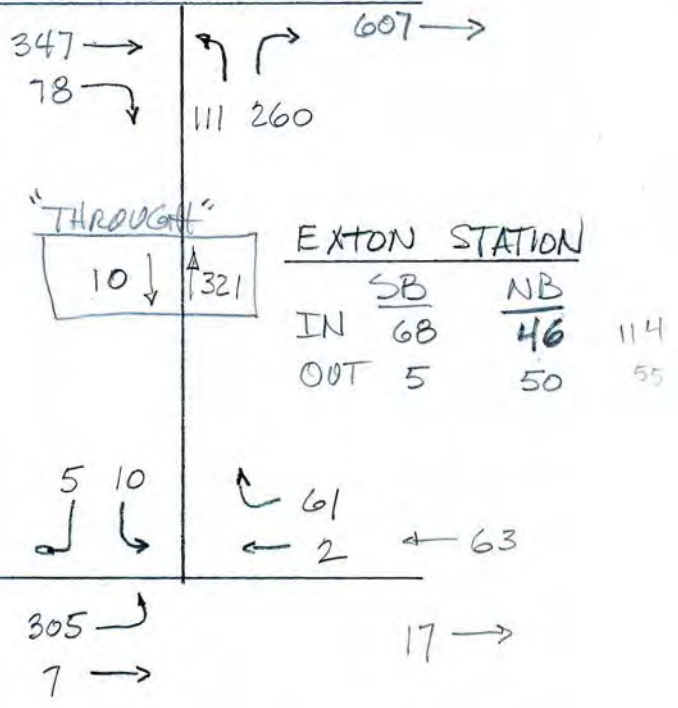 347 → 607 →
78
111 260
"THROUGH"
10 ↓ ↑ 321
EXTON STATION
SB NB
IN 68 46 114
OUT 5 50 55
5 10 61
← 2 ← 63
305 17 →
7 →